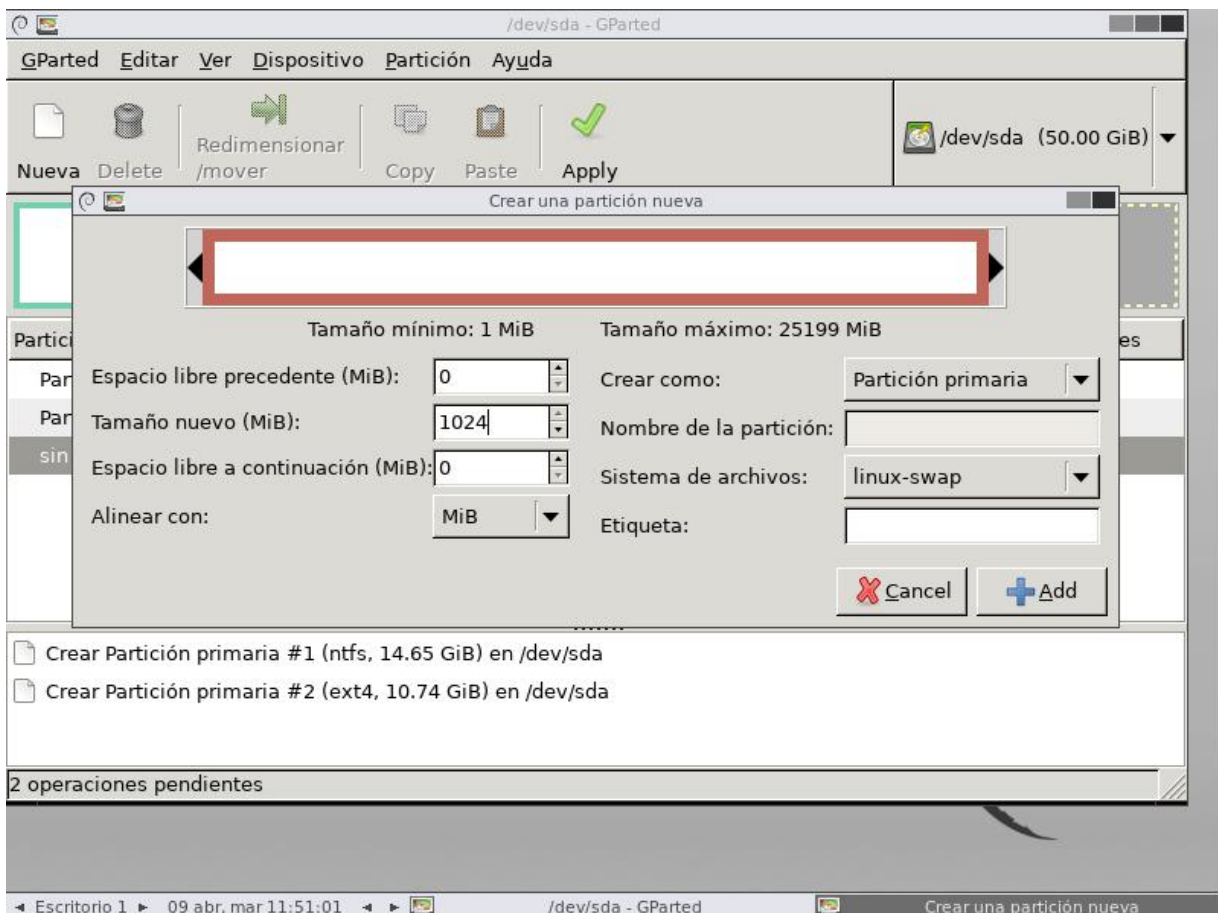 /dev/sda - GParted
GParted Editar Ver Dispositivo Partición Ayuda
Nueva Delete Redimensionar /mover Copy Paste Apply
/dev/sda (50.00 GiB)
Crear una partición nueva
Tamaño mínimo: 1 MiB Tamaño máximo: 25199 MiB
Partici es
Par
Par
sin
Espacio libre precedente (MiB): 0
Tamaño nuevo (MiB): 1024
Espacio libre a continuación (MiB): 0
Alinear con: MiB
Crear como: Partición primaria
Nombre de la partición:
Sistema de archivos: linux-swap
Etiqueta:
Cancel Add
Crear Partición primaria #1 (ntfs, 14.65 GiB) en /dev/sda
Crear Partición primaria #2 (ext4, 10.74 GiB) en /dev/sda
2 operaciones pendientes
Escritorio 1 09 abr, mar 11:51:01 /dev/sda - GParted Crear una partición nueva